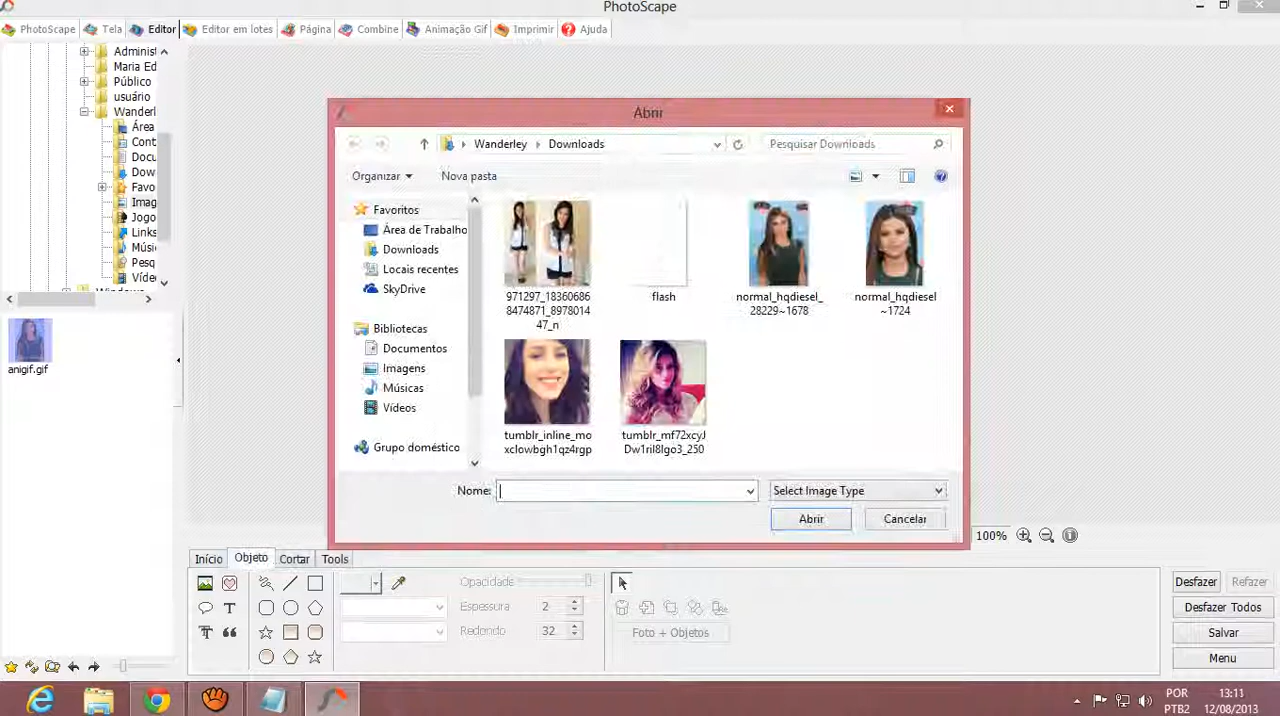 PhotoScape
PhotoScape Tela Editor Editor em lotes Página Combine Animação Gif Imprimir Ajuda
Administ
Maria Ed
Público
usuário
Wanderl
Área
Cont
Docu
Dow
Favo
Imag
Jogo
Links
Músi
Pesq
Víde
anigif.gif
Abrir
Wanderley Downloads
Pesquisar Downloads
Organizar Nova pasta
Favoritos
Área de Trabalho
Downloads
Locais recentes
SkyDrive
Bibliotecas
Documentos
Imagens
Músicas
Vídeos
Grupo doméstico
971297_18360686
8474871_8978014
47_n
flash
normal_hqdiesel_
28229~1678
normal_hqdiesel
~1724
tumblr_inline_mo
xclowbgh1qz4rgp
tumblr_mf72xcyJ
Dw1ril8lgo3_250
Nome: Select Image Type
Abrir Cancelar
100%
Início Objeto Cortar Tools
Opacidade
Espessura 2
Redondo 32
Foto + Objetos
Desfazer Refazer
Desfazer Todos
Salvar
Menu
POR
PTB2
13:11
12/08/2013